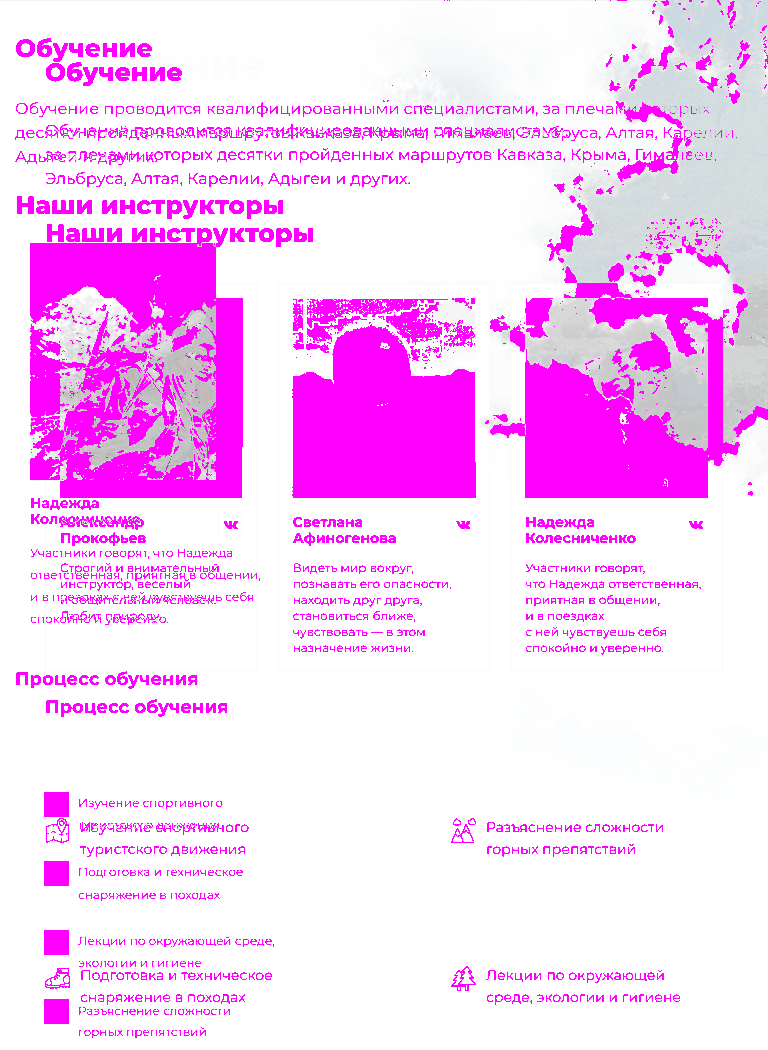 Обучение
Обучение
Обучение проводится квалифицированными специалистами, за плечами которых
десятки пройденных маршрутов Кавказа, Крыма, Гималаев, Эльбруса, Алтая, Карелии,
Адыгеи и других.
Обучение проводится квалифицированными специалистами,
за плечами которых десятки пройденных маршрутов Кавказа, Крыма, Гималаев,
Эльбруса, Алтая, Карелии, Адыгеи и других.
Наши инструкторы
Наши инструкторы
Надежда
Колесниченко
Участники говорят, что Надежда
ответственная, приятная в общении,
и в поездках с ней чувствуешь себя
спокойно и уверенно.
Александр
Прокофьев
Строгий и внимательный
инструктор, веселый
и общительный человек.
Любит природу.
Светлана
Афиногенова
Видеть мир вокруг,
познавать его опасности,
находить друг друга,
становиться ближе,
чувствовать — в этом
назначение жизни.
Надежда
Колесниченко
Участники говорят,
что Надежда ответственная,
приятная в общении,
и в поездках
с ней чувствуешь себя
спокойно и уверенно.
Процесс обучения
Процесс обучения
Изучение спортивного
туристского движения
Изучение спортивного
туристского движения
Разъяснение сложности
горных препятствий
Подготовка и техническое
снаряжение в походах
Лекции по окружающей среде,
экологии и гигиене
Подготовка и техническое
снаряжение в походах
Лекции по окружающей
среде, экологии и гигиене
Разъяснение сложности
горных препятствий